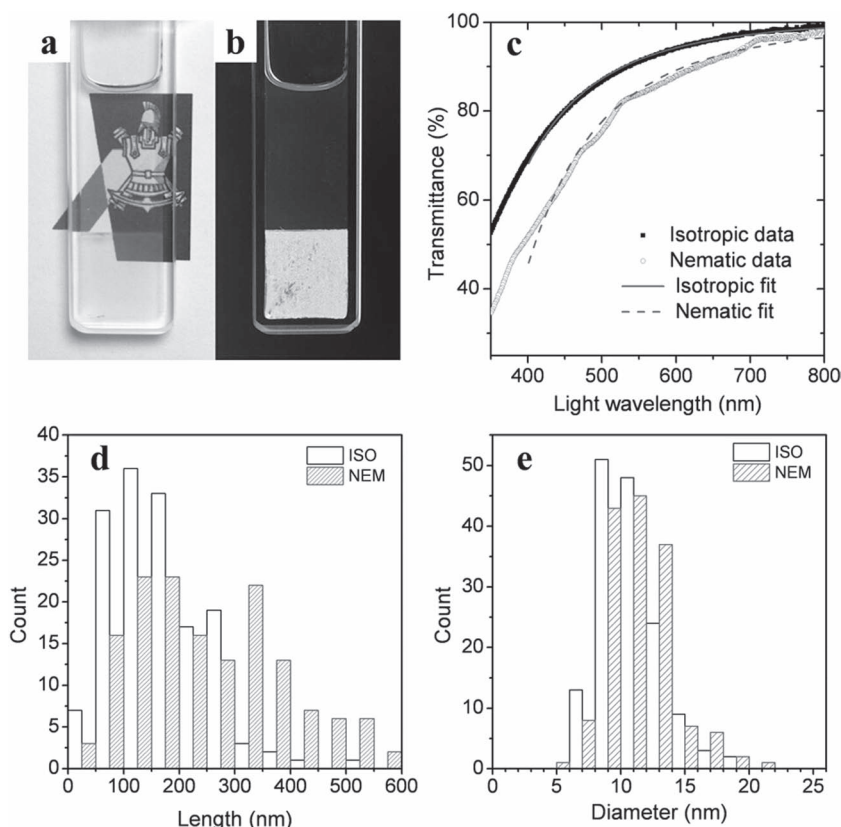 a
b
c
100
80
60
40
Transmittance (%)
Isotropic data
Nematic data
Isotropic fit
Nematic fit
400 500 600 700 800
Light wavelength (nm)
d
ISO
NEM
40
35
30
25
20
15
10
5
0
Count
0 100 200 300 400 500 600
Length (nm)
e
ISO
NEM
50
40
30
20
10
0
Count
0 5 10 15 20 25
Diameter (nm)